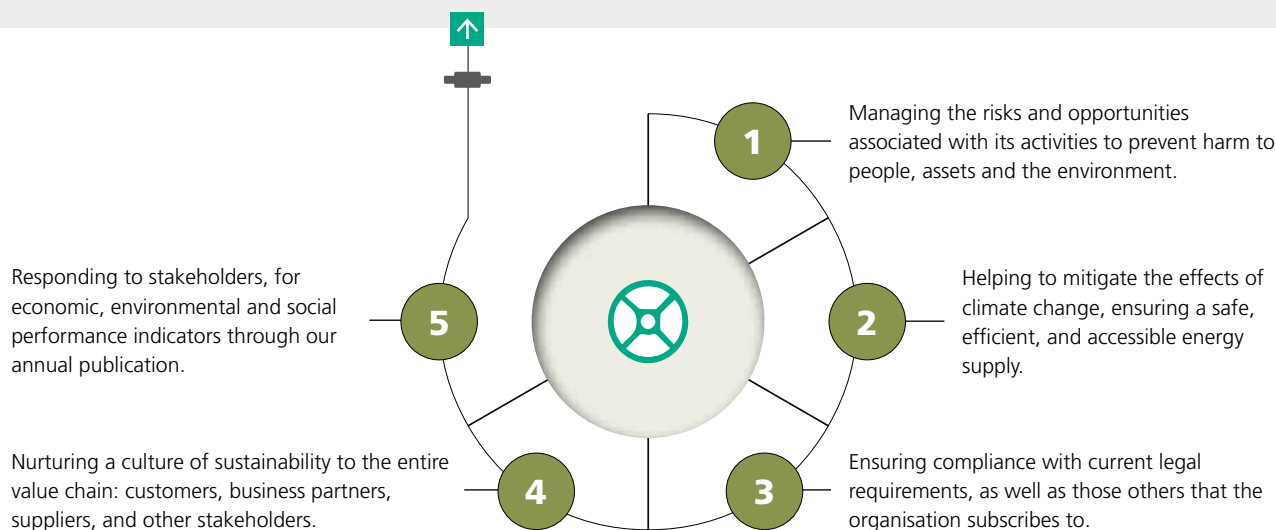 1
Managing the risks and opportunities
associated with its activities to prevent harm to
people, assets and the environment.
2
Helping to mitigate the effects of
climate change, ensuring a safe,
efficient, and accessible energy
supply.
3
Ensuring compliance with current legal
requirements, as well as those others that the
organisation subscribes to.
4
Nurturing a culture of sustainability to the entire
value chain: customers, business partners,
suppliers, and other stakeholders.
5
Responding to stakeholders, for
economic, environmental and social
performance indicators through our
annual publication.